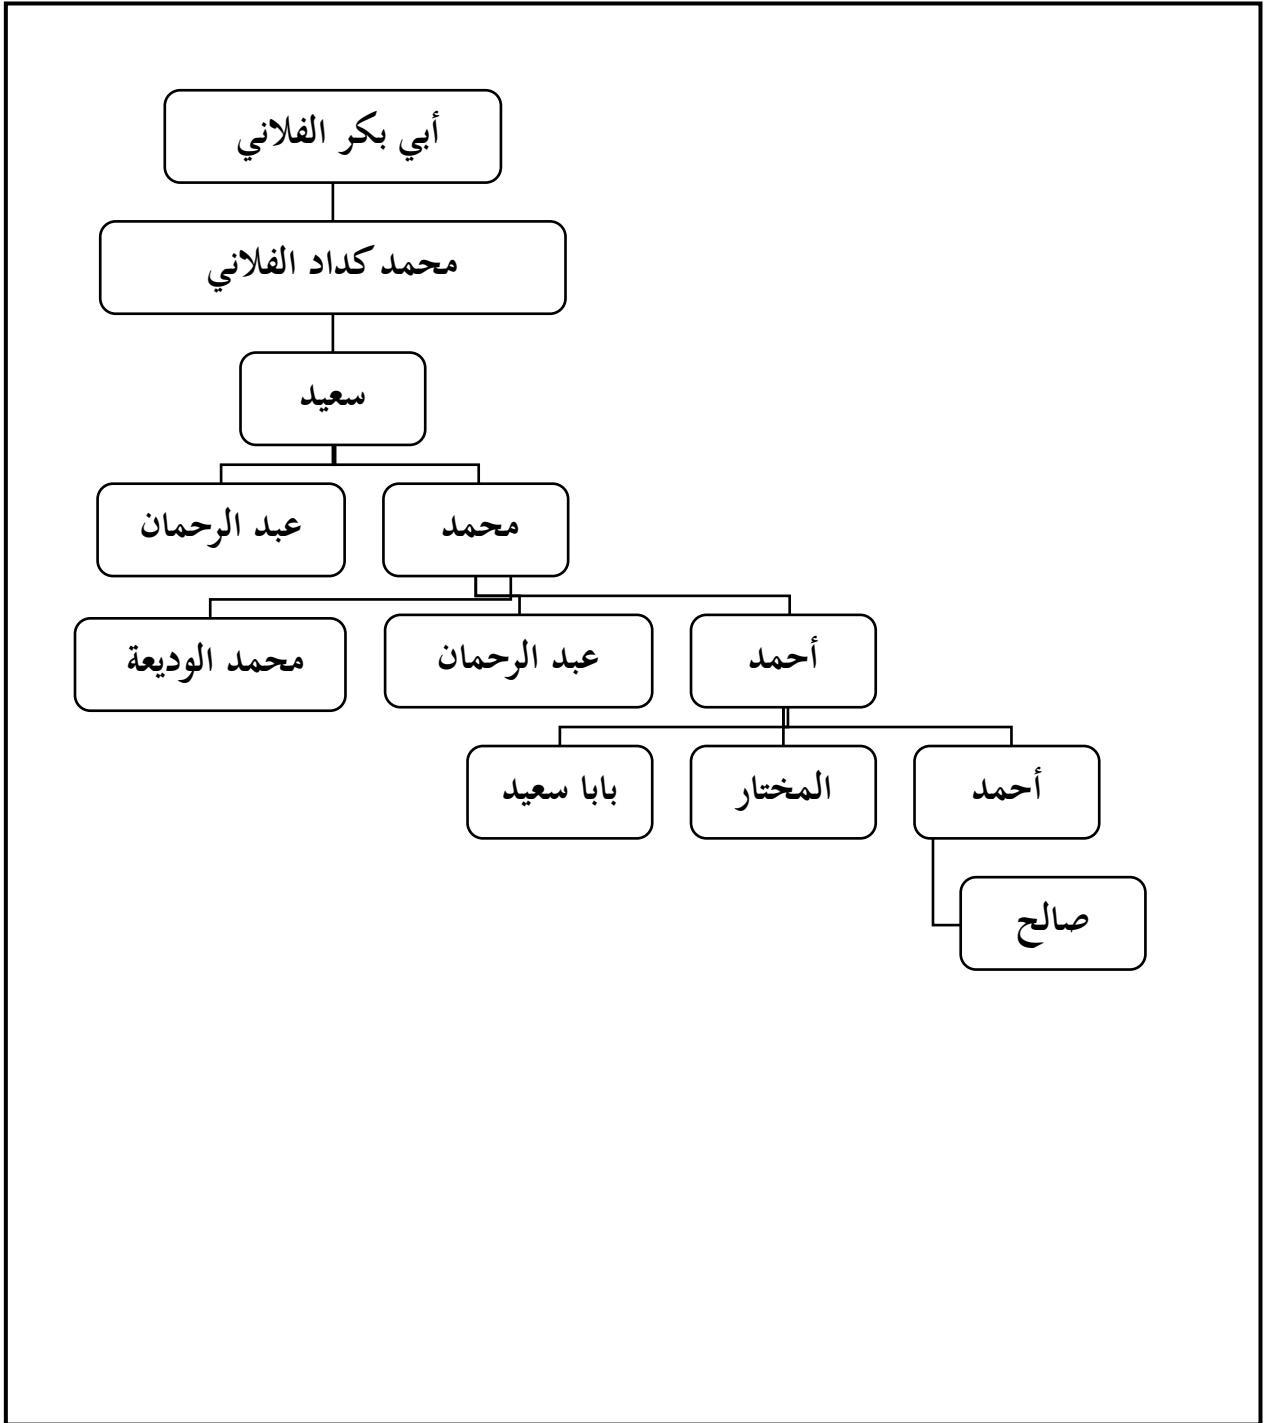 أبي بكر الفلاني
محمد كداد الفلاني
سعيد
محمد
عبد الرحمان
أحمد
عبد الرحمان
محمد الوديعة
أحمد
المختار
بابا سعيد
صالح